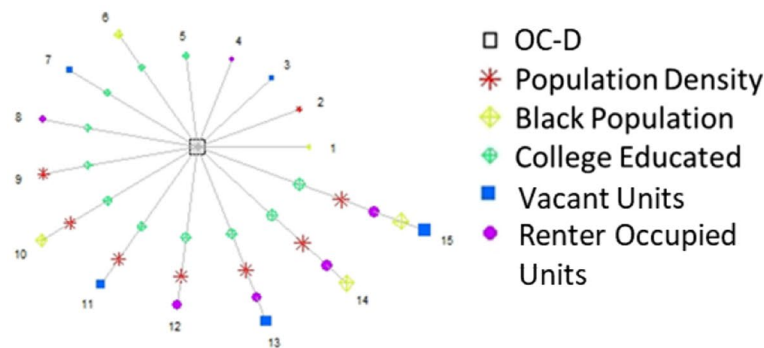 6
5
4
7
3
8
2
1
9
10
15
11
14
12
13
OC-D
Population Density
Black Population
College Educated
Vacant Units
Renter Occupied
Units